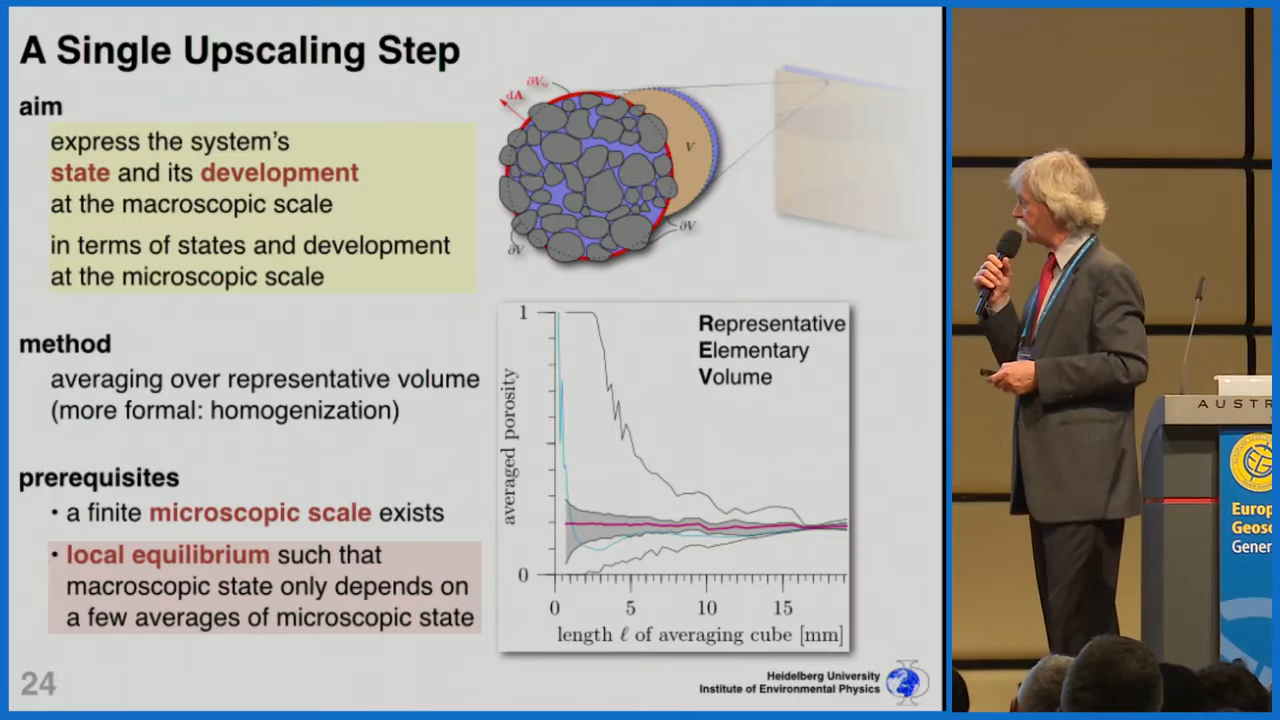 A Single Upscaling Step
aim
express the system's
state and its development
at the macroscopic scale
in terms of states and development
at the microscopic scale
method
averaging over representative volume
(more formal: homogenization)
prerequisites
• a finite microscopic scale exists
• local equilibrium such that
macroscopic state only depends on
a few averages of microscopic state
24
∂V_w
dA
V
∂V
∂V
Representative
Elementary
Volume
1
averaged porosity
0
0 5 10 15
length ℓ of averaging cube [mm]
Heidelberg University
Institute of Environmental Physics
AUSTR
EGU
Europ
Geosc
Gener